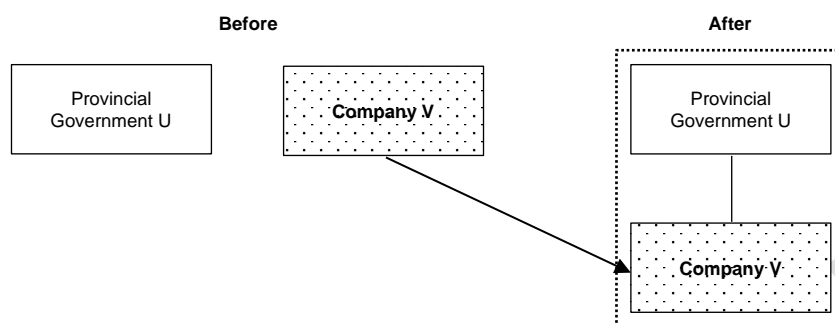 Before
After
Provincial
Government U
Company V
Provincial
Government U
Company V